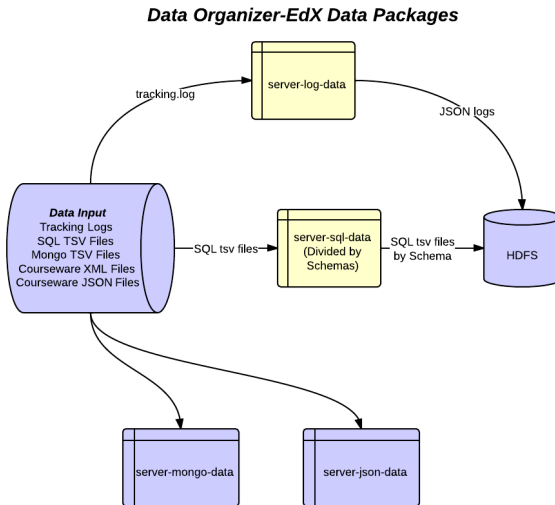 Data Organizer-EdX Data Packages
server-log-data
tracking.log
JSON logs
Data Input
Tracking Logs
SQL TSV Files
Mongo TSV Files
Courseware XML Files
Courseware JSON Files
SQL tsv files
server-sql-data
(Divided by
Schemas)
SQL tsv files
by Schema
HDFS
server-mongo-data
server-json-data